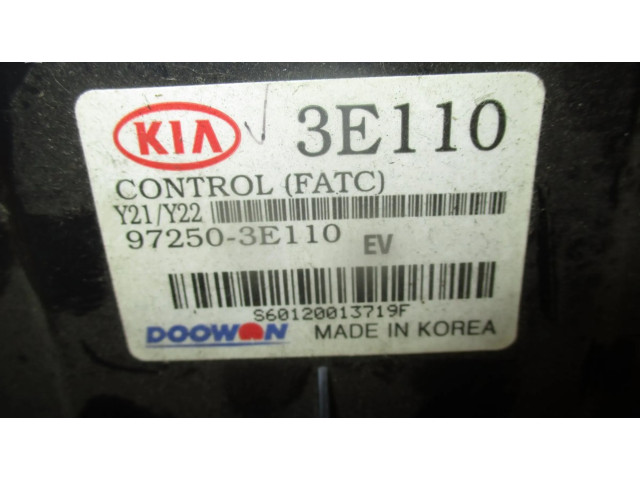 KIA 3E110
CONTROL (FATC)
Y21/Y22
97250-3E110 EV
S60120013719F
DOOWON MADE IN KOREA